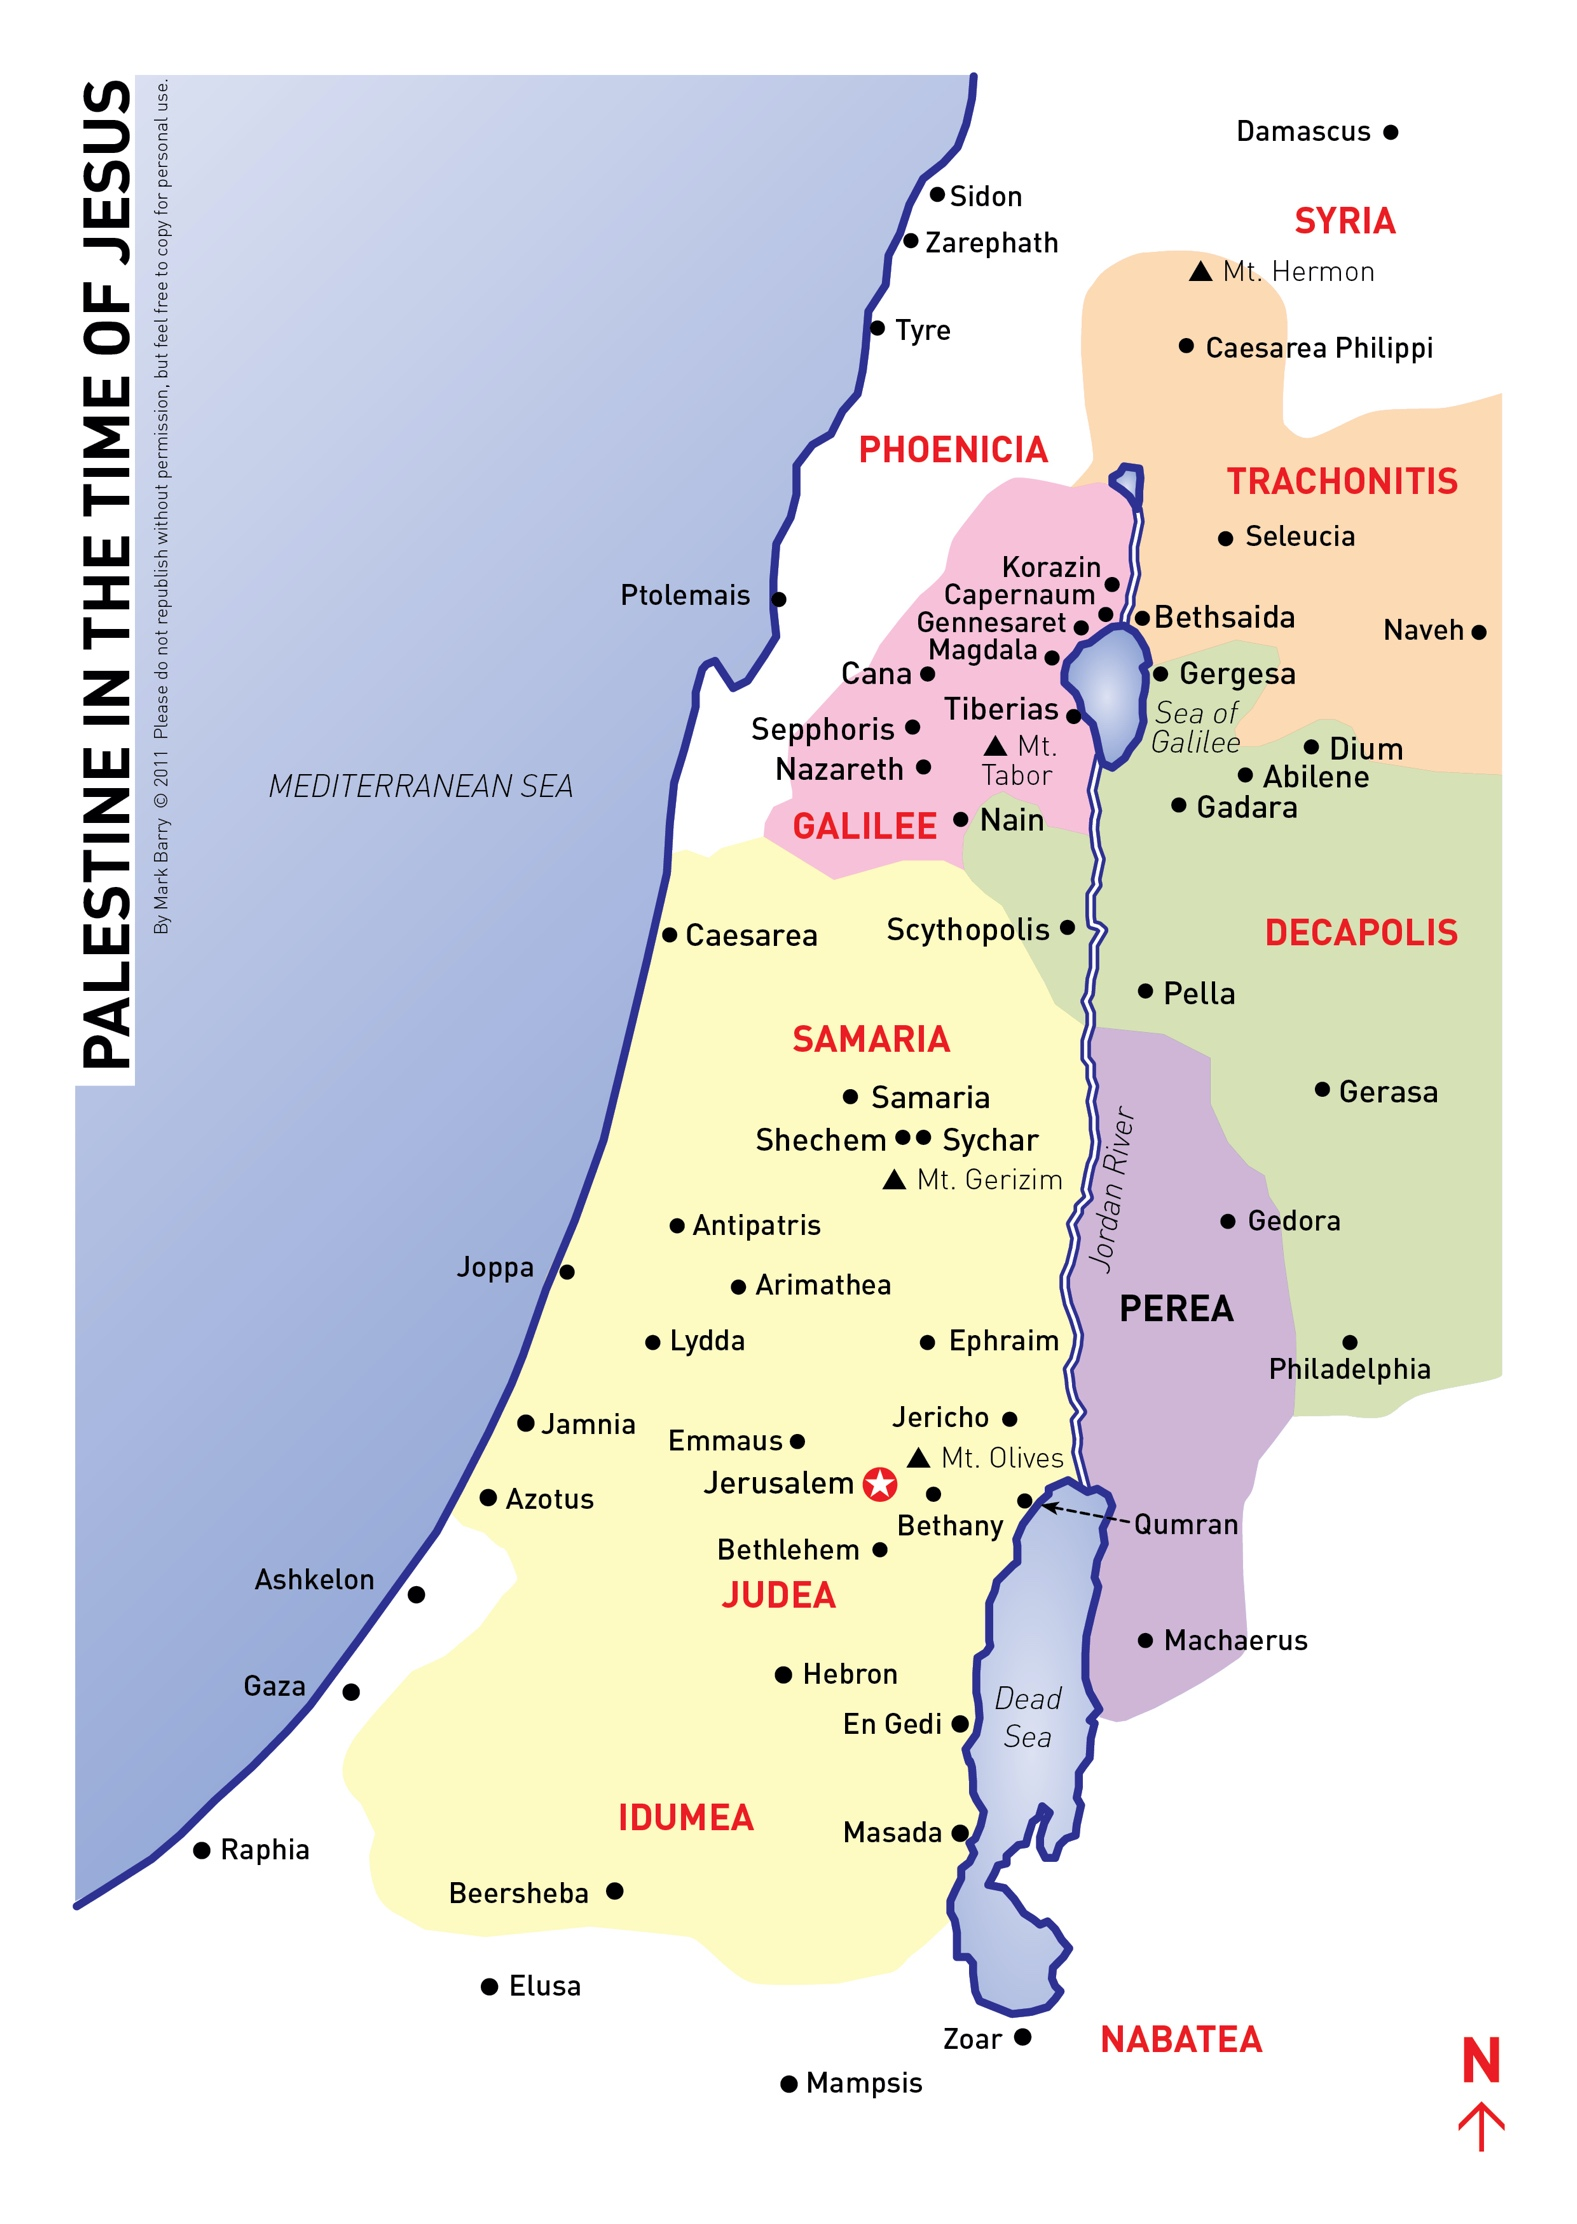 PALESTINE IN THE TIME OF JESUS
By Mark Barry © 2011 Please do not republish without permission, but feel free to copy for personal use.
Damascus
Sidon
SYRIA
Zarephath
Mt. Hermon
Tyre
Caesarea Philippi
PHOENICIA
TRACHONITIS
Seleucia
Korazin
Ptolemais
Capernaum
Bethsaida
Gennesaret
Naveh
Magdala
Cana
Gergesa
Tiberias
Sea of
Galilee
Sepphoris
Mt.
Tabor
Dium
Nazareth
Abilene
MEDITERRANEAN SEA
Gadara
GALILEE
Nain
Caesarea
Scythopolis
DECAPOLIS
Pella
SAMARIA
Samaria
Gerasa
Shechem
Sychar
Mt. Gerizim
Jordan River
Antipatris
Gedora
Joppa
Arimathea
PEREA
Lydda
Ephraim
Philadelphia
Jericho
Jamnia
Emmaus
Mt. Olives
Jerusalem
Azotus
Bethany
Qumran
Bethlehem
Ashkelon
JUDEA
Machaerus
Hebron
Gaza
Dead
Sea
En Gedi
IDUMEA
Masada
Raphia
Beersheba
Elusa
Zoar
NABATEA
N
Mampsis